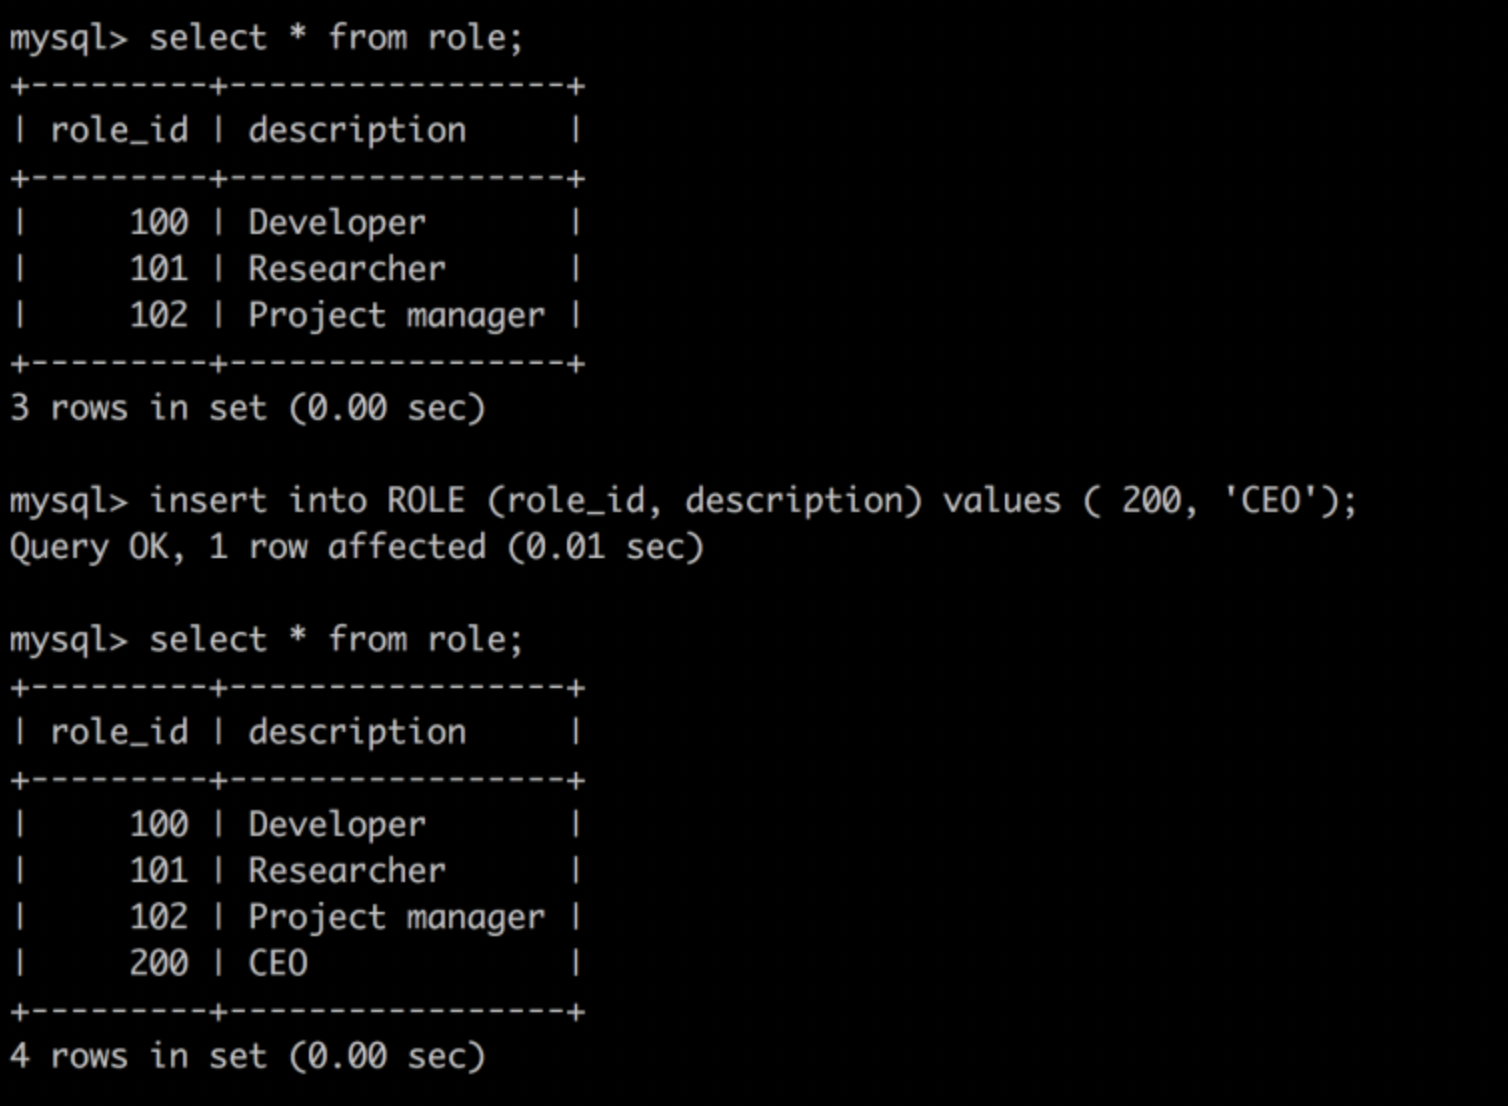 mysql> select * from role;
+---------+-----------------+
| role_id | description     |
+---------+-----------------+
|     100 | Developer       |
|     101 | Researcher      |
|     102 | Project manager |
+---------+-----------------+
3 rows in set (0.00 sec)

mysql> insert into ROLE (role_id, description) values ( 200, 'CEO');
Query OK, 1 row affected (0.01 sec)

mysql> select * from role;
+---------+-----------------+
| role_id | description     |
+---------+-----------------+
|     100 | Developer       |
|     101 | Researcher      |
|     102 | Project manager |
|     200 | CEO             |
+---------+-----------------+
4 rows in set (0.00 sec)